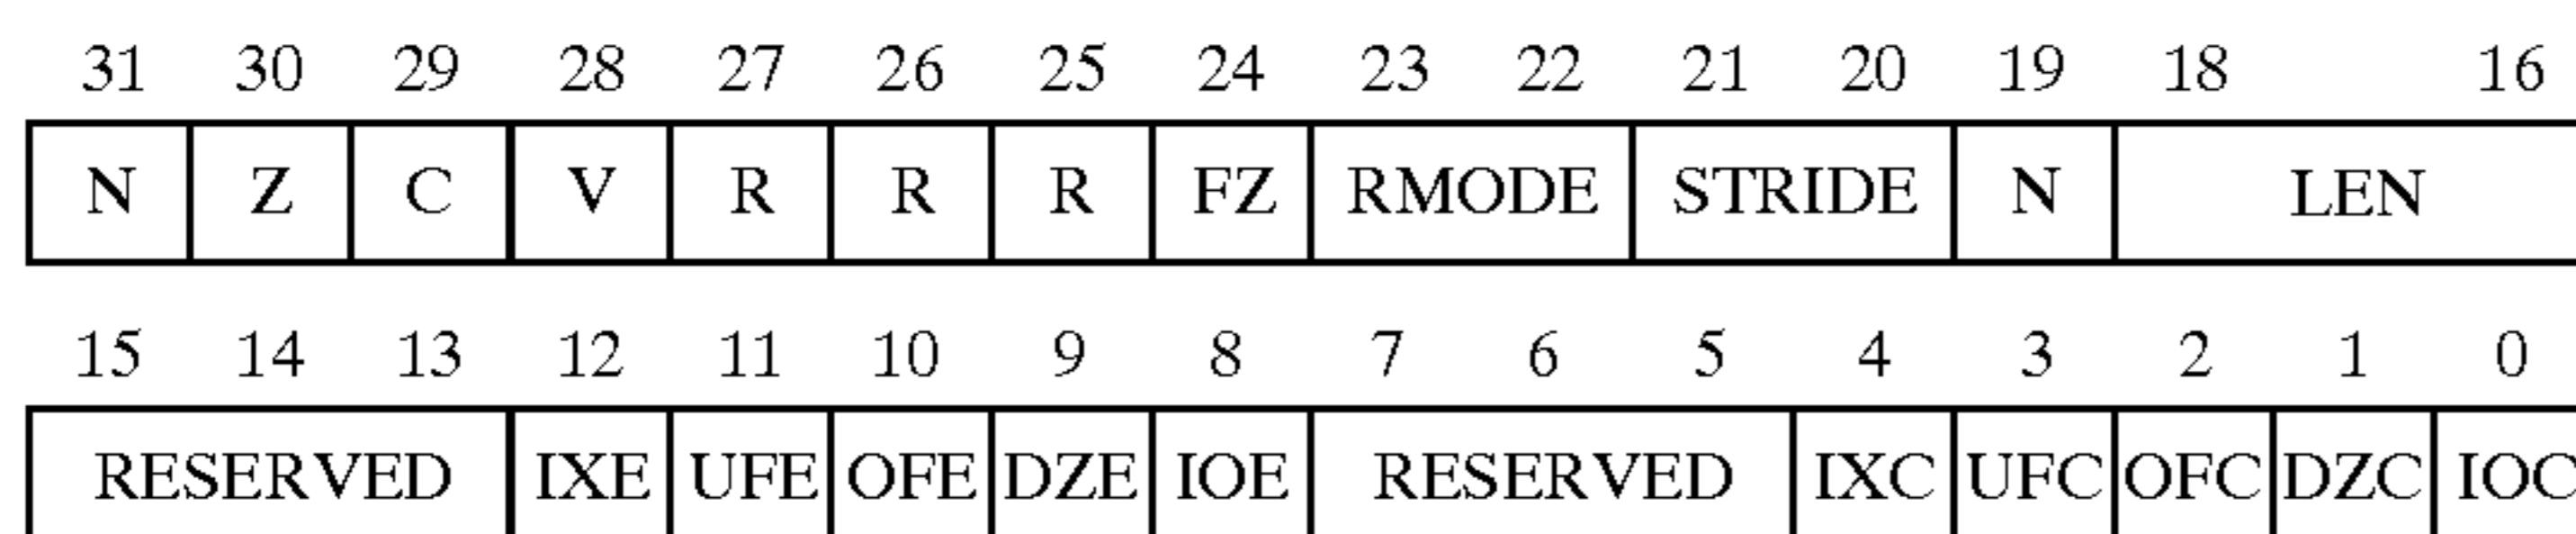 31 30 29 28 27 26 25 24 23 22 21 20 19 18 16
N Z C V R R R FZ RMODE STRIDE N LEN
15 14 13 12 11 10 9 8 7 6 5 4 3 2 1 0
RESERVED IXE UFE OFE DZE IOE RESERVED IXC UFC OFC DZC IOC